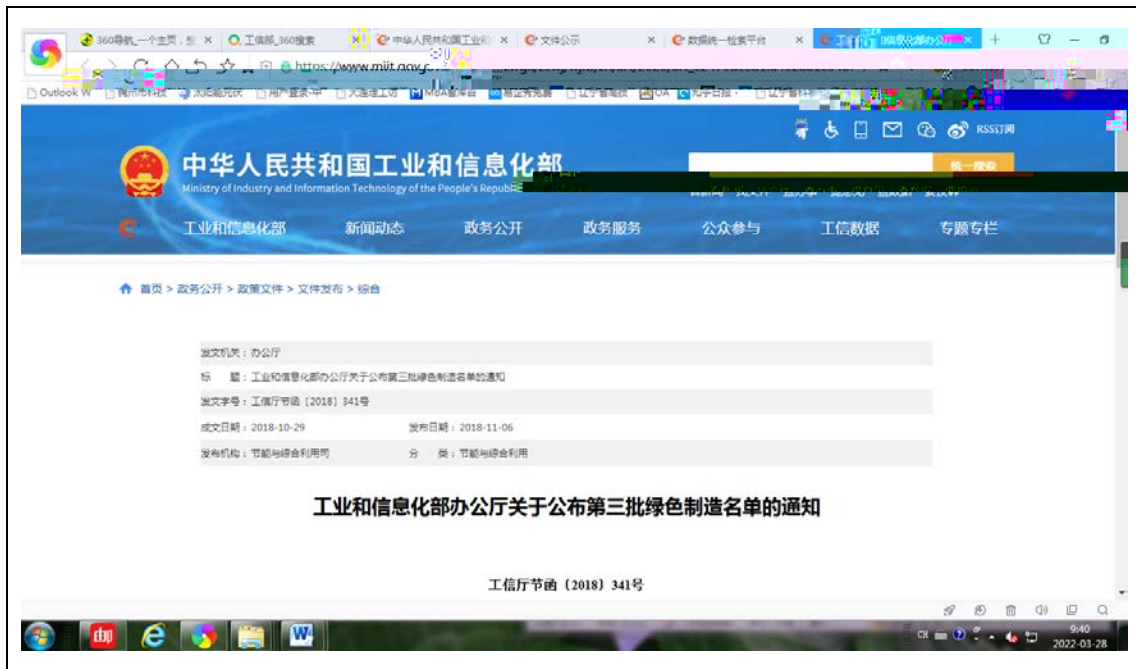 360导航_一个主页，
工信部_360搜索
中华人民共和国工业和
文件公示
数据统一检索平台
https://www.miit.gov.c
Outlook W
RSS订阅
中华人民共和国工业和信息化部
Ministry of Industry and Information Technology of the People's Republi
统一搜索
工业和信息化部 新闻动态 政务公开 政务服务 公众参与 工信数据 专题专栏
首页 > 政务公开 > 政策文件 > 文件发布 > 综合
发文机关：办公厅
标 题：工业和信息化部办公厅关于公布第三批绿色制造名单的通知
发文字号：工信厅节函〔2018〕341号
成文日期：2018-10-29 发布日期：2018-11-06
发布机构：节能与综合利用司 分 类：节能与综合利用
工业和信息化部办公厅关于公布第三批绿色制造名单的通知
工信厅节函〔2018〕341号
CH
9:40
2022-03-28